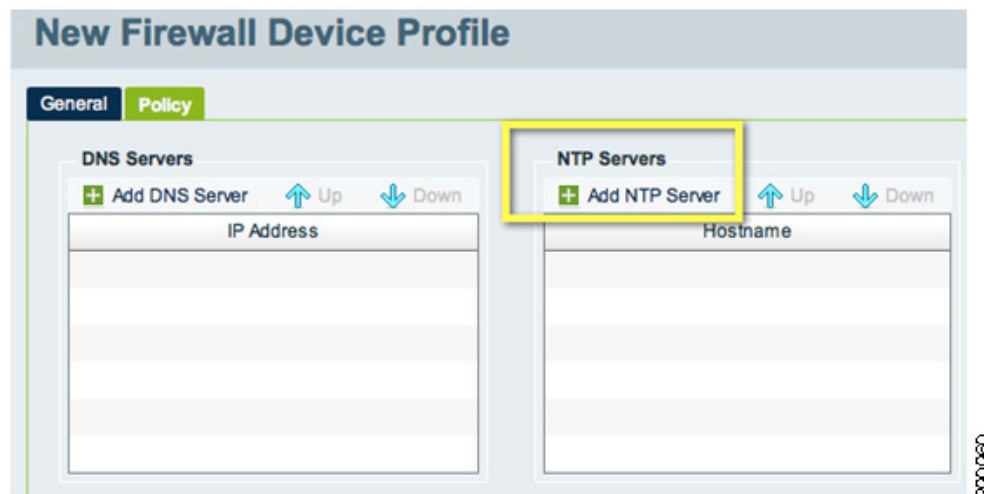 New Firewall Device Profile
General Policy
DNS Servers
Add DNS Server Up Down
IP Address
NTP Servers
Add NTP Server Up Down
Hostname